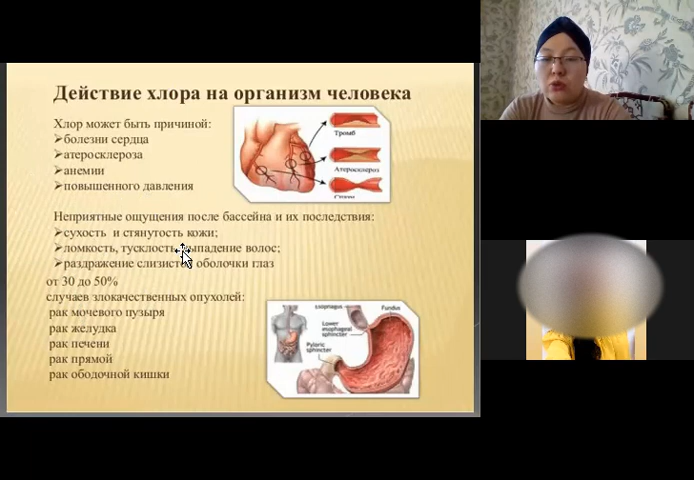 Действие хлора на организм человека
Хлор может быть причиной:
болезни сердца
атеросклероза
анемии
повышенного давления
Тромб
Атеросклероз
Неприятные ощущения после бассейна и их последствия:
сухость и стянутость кожи;
ломкость, тусклость, выпадение волос;
раздражение слизистой оболочки глаз
от 30 до 50%
случаев злокачественных опухолей:
рак мочевого пузыря
рак желудка
рак печени
рак прямой
рак ободочной кишки
Esophagus
Fundus
Lower
esophageal
sphincter
Pyloric
sphincter